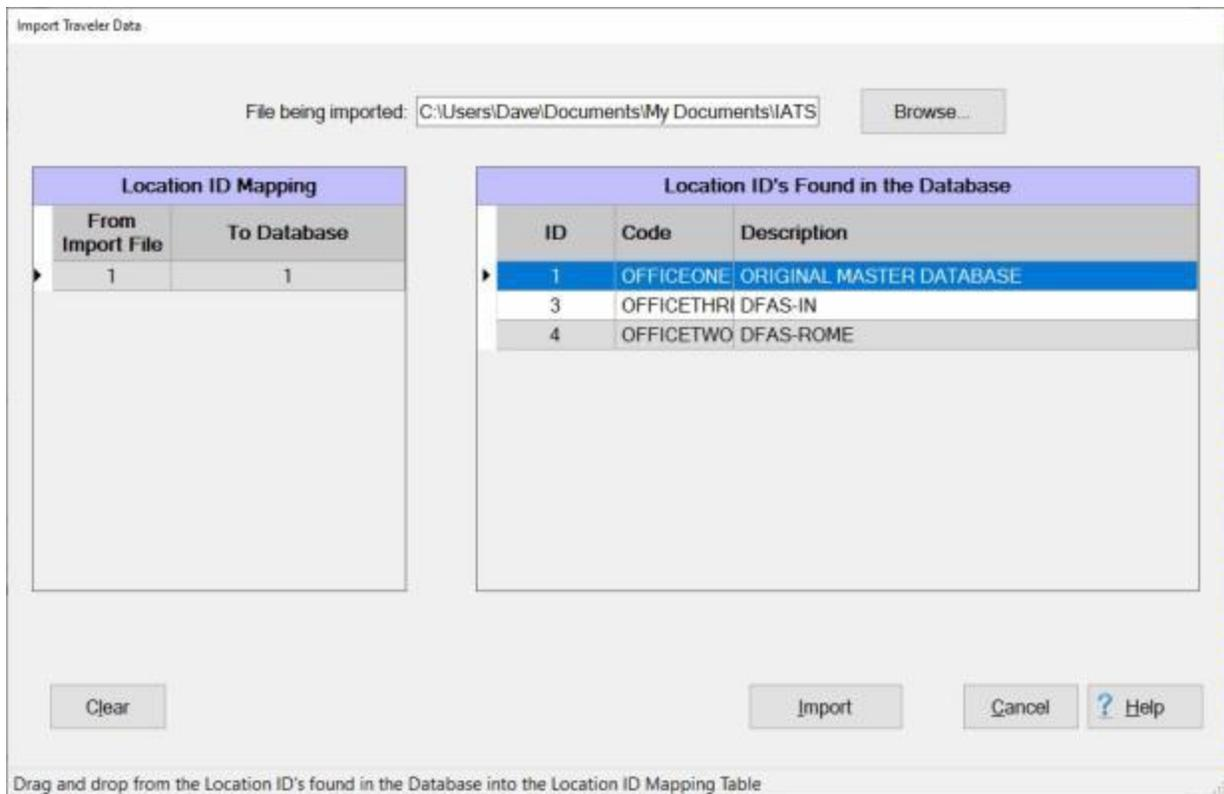 Import Traveler Data
File being imported: C:\Users\Dave\Documents\My Documents\IATS Browse...
Location ID Mapping
From Import File To Database
1 1
Location ID's Found in the Database
ID Code Description
1 OFFICEONE ORIGINAL MASTER DATABASE
3 OFFICETHRI DFAS-IN
4 OFFICETWO DFAS-ROME
Clear Import Cancel ? Help
Drag and drop from the Location ID's found in the Database into the Location ID Mapping Table